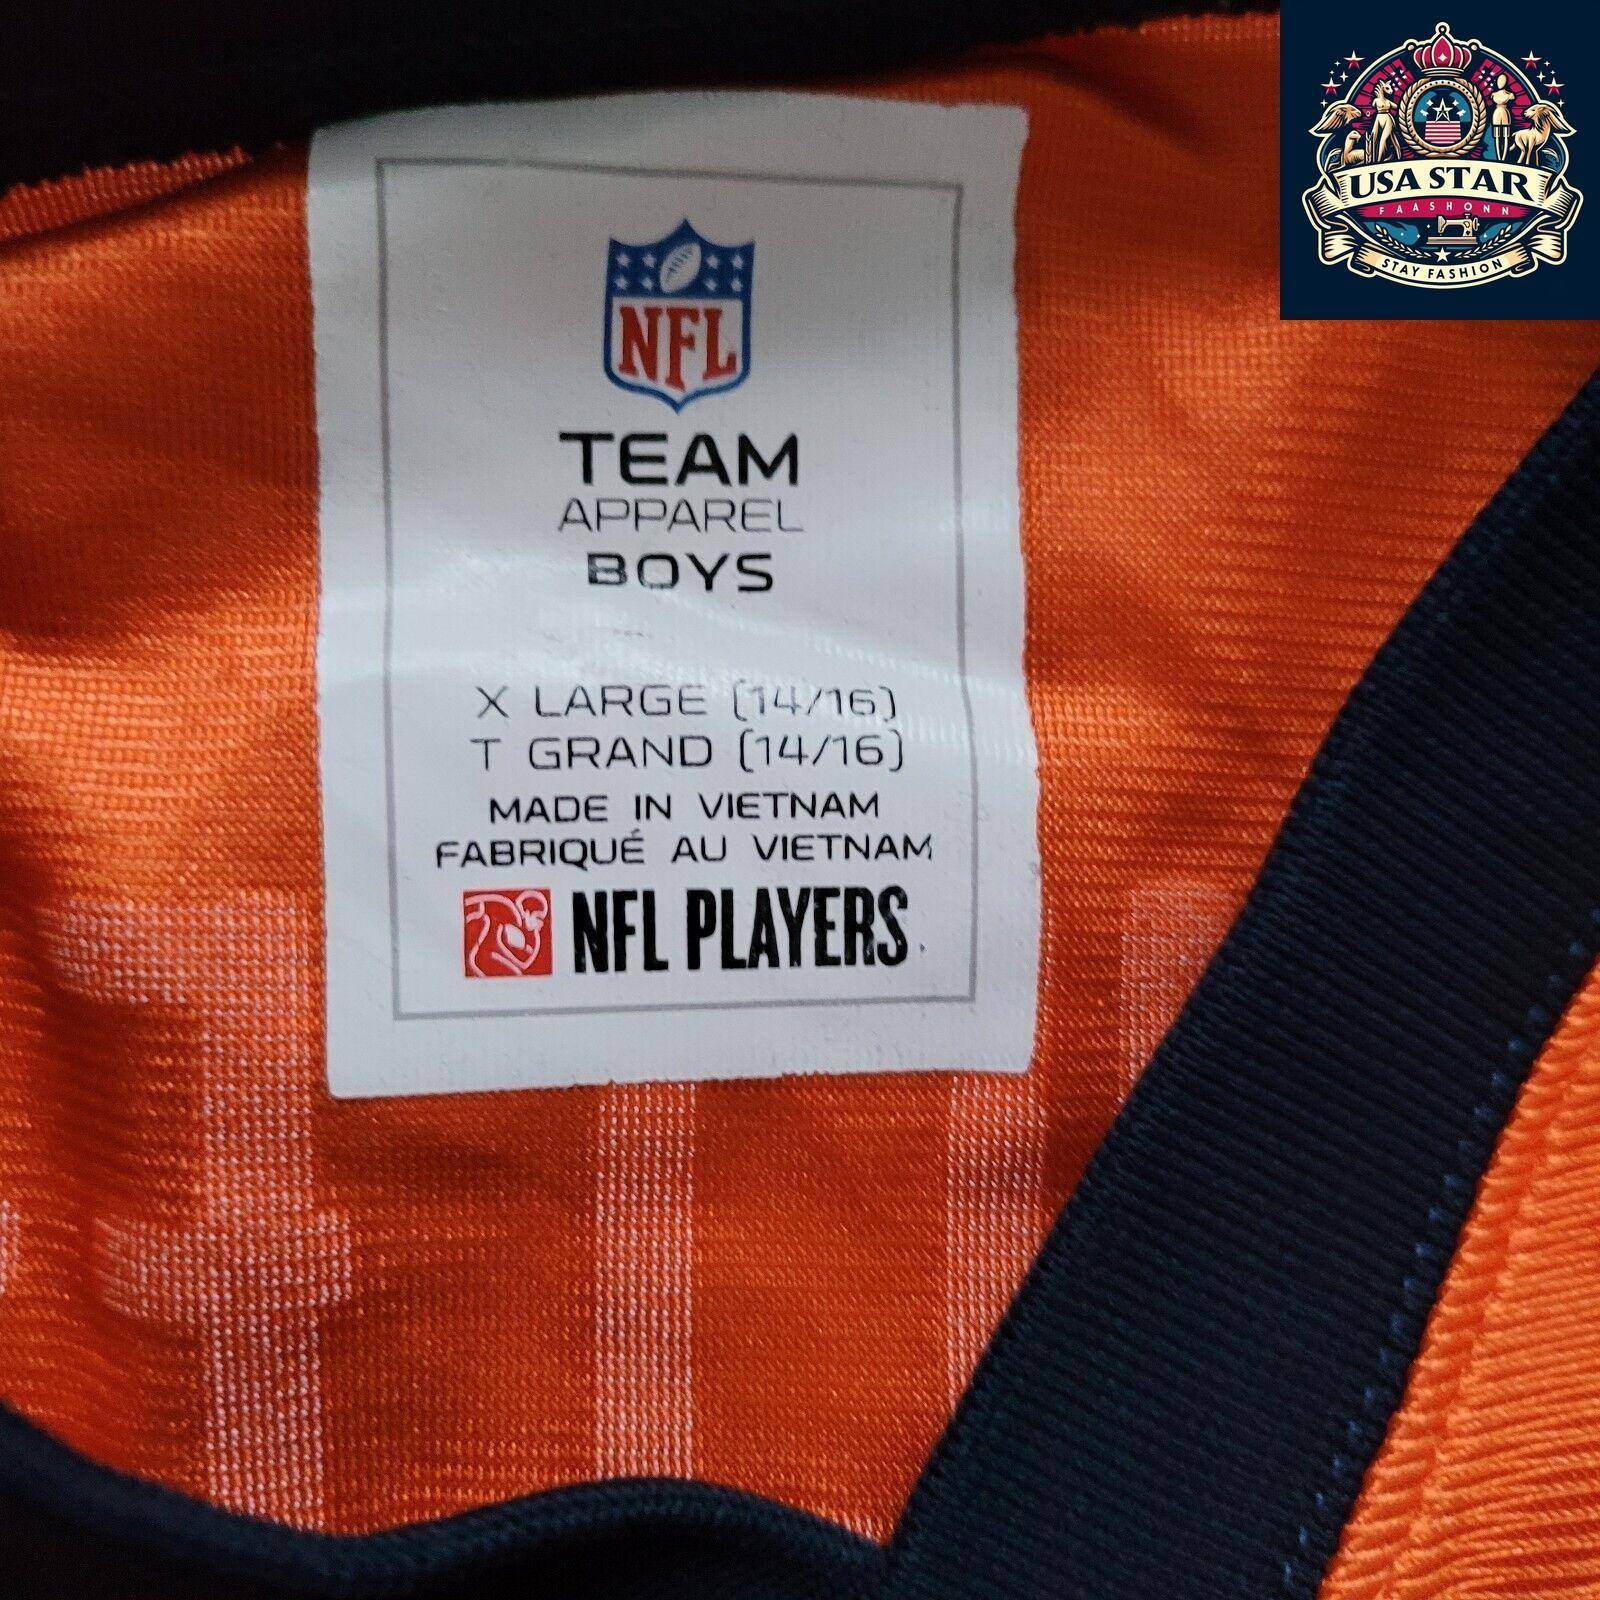 NFL
TEAM
APPAREL
BOYS
X LARGE (14/16)
T GRAND (14/16)
MADE IN VIETNAM
FABRIQUÉ AU VIETNAM
NFL PLAYERS
USA STAR
FAASHONN
STAY FASHION